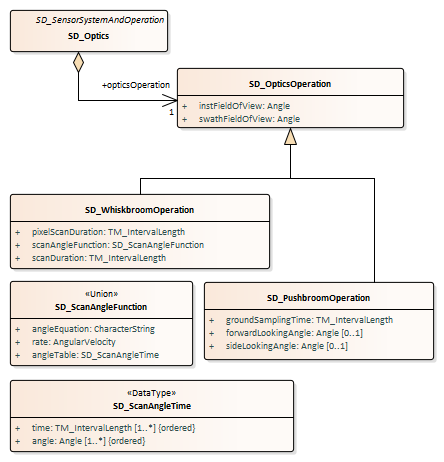 SD_SensorSystemAndOperation
SD_Optics
+opticsOperation
1
SD_OpticsOperation
+ instFieldOfView: Angle
+ swathFieldOfView: Angle
SD_WhiskbroomOperation
+ pixelScanDuration: TM_IntervalLength
+ scanAngleFunction: SD_ScanAngleFunction
+ scanDuration: TM_IntervalLength
«Union»
SD_ScanAngleFunction
+ angleEquation: CharacterString
+ rate: AngularVelocity
+ angleTable: SD_ScanAngleTime
SD_PushbroomOperation
+ groundSamplingTime: TM_IntervalLength
+ forwardLookingAngle: Angle [0..1]
+ sideLookingAngle: Angle [0..1]
«DataType»
SD_ScanAngleTime
+ time: TM_IntervalLength [1..*] {ordered}
+ angle: Angle [1..*] {ordered}